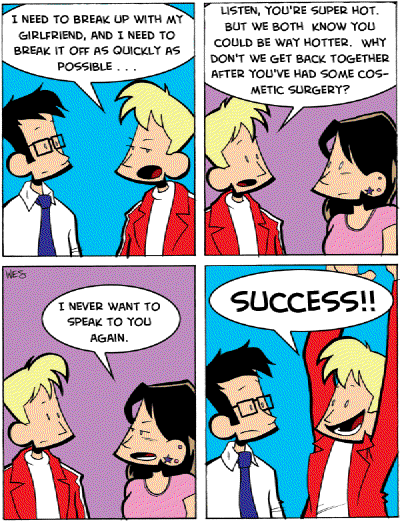 I NEED TO BREAK UP WITH MY
GIRLFRIEND, AND I NEED TO
BREAK IT OFF AS QUICKLY AS
POSSIBLE . . .
LISTEN, YOU'RE SUPER HOT.
BUT WE BOTH KNOW YOU
COULD BE WAY HOTTER. WHY
DON'T WE GET BACK TOGETHER
AFTER YOU'VE HAD SOME COS-
METIC SURGERY?
WES
I NEVER WANT TO
SPEAK TO YOU
AGAIN.
SUCCESS!!